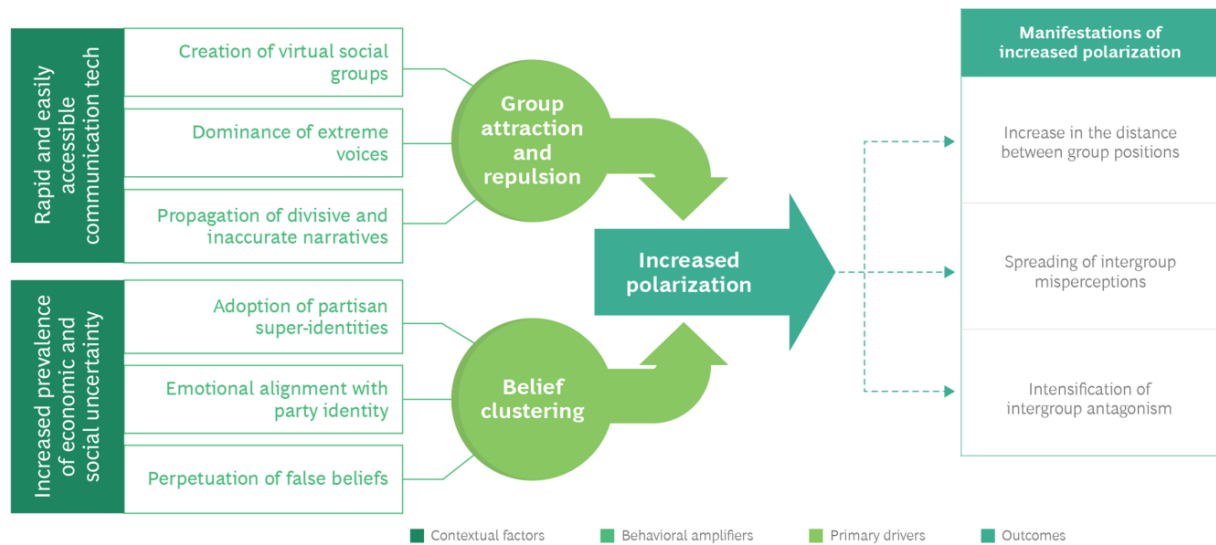 Rapid and easily
accessible
communication tech
Creation of virtual social
groups
Dominance of extreme
voices
Propagation of divisive and
inaccurate narratives
Group
attraction
and
repulsion
Increased prevalence
of economic and
social uncertainty
Adoption of partisan
super-identities
Emotional alignment with
party identity
Perpetuation of false beliefs
Belief
clustering
Increased
polarization
Manifestations of
increased polarization
Increase in the distance
between group positions
Spreading of intergroup
misperceptions
Intensification of
intergroup antagonism
Contextual factors
Behavioral amplifiers
Primary drivers
Outcomes